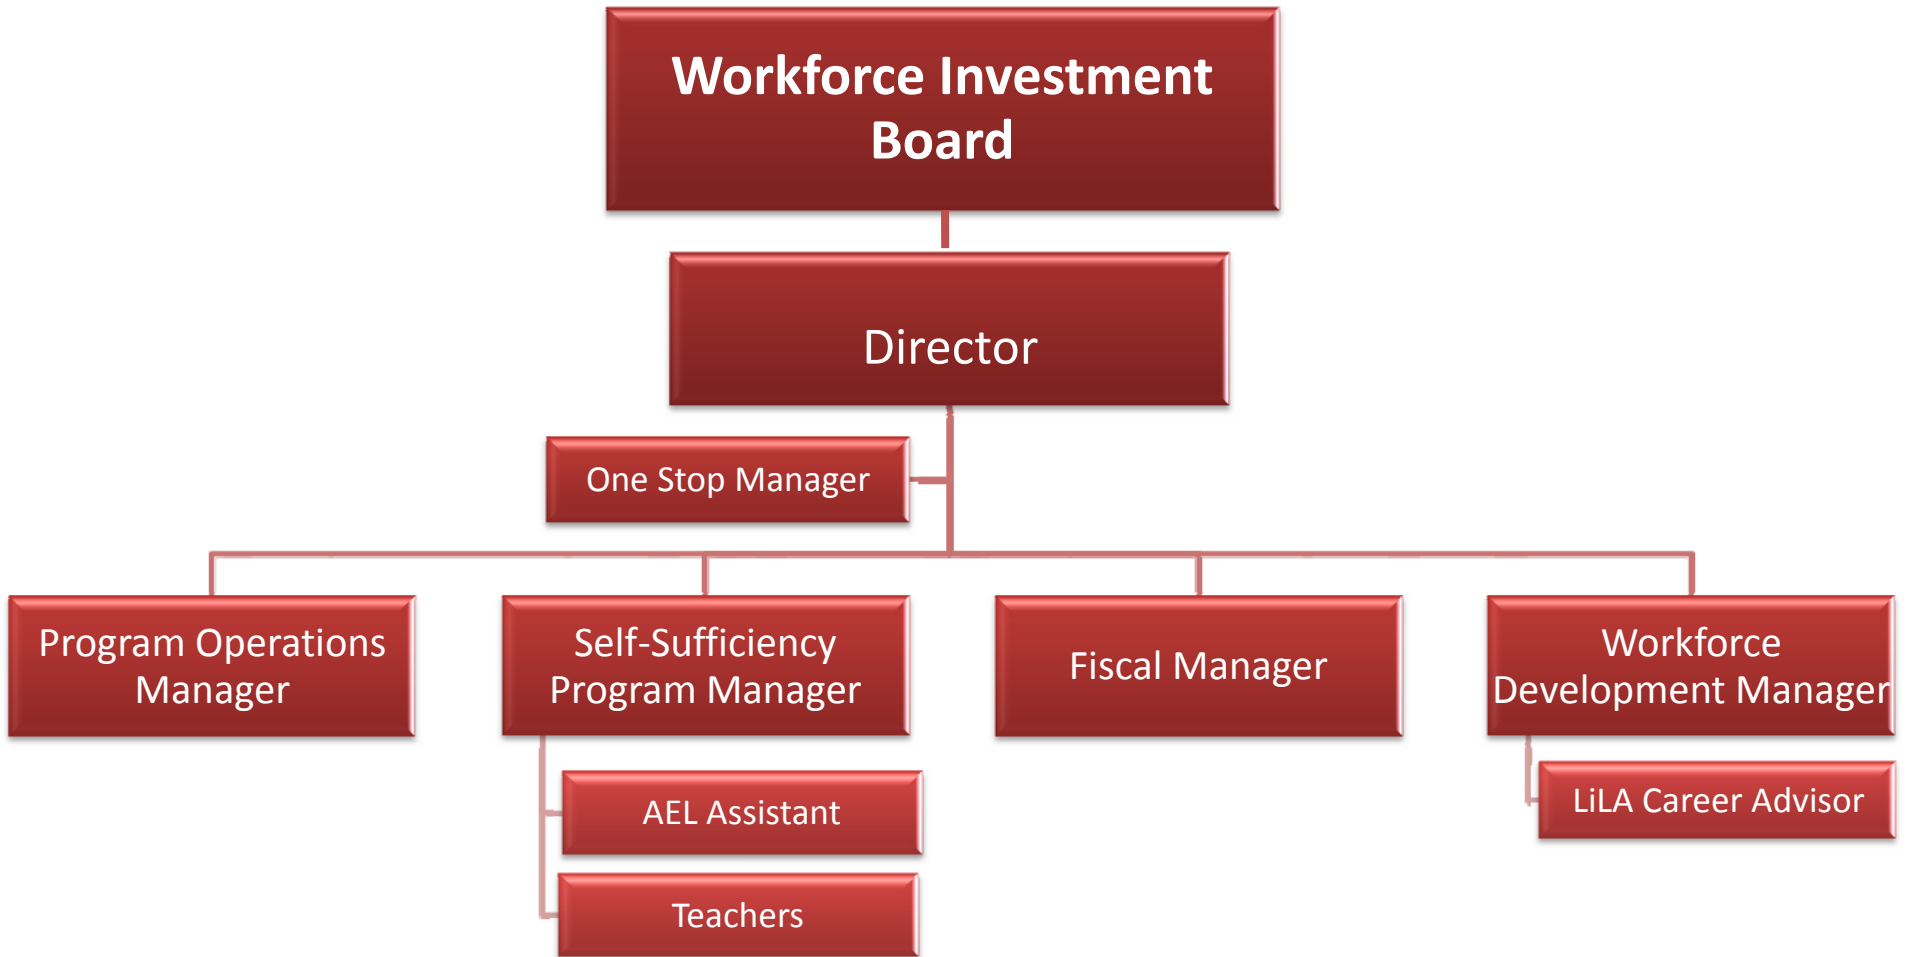 Workforce Investment
Board
Director
One Stop Manager
Program Operations
Manager
Self-Sufficiency
Program Manager
Fiscal Manager
Workforce
Development Manager
AEL Assistant
Teachers
LiLA Career Advisor